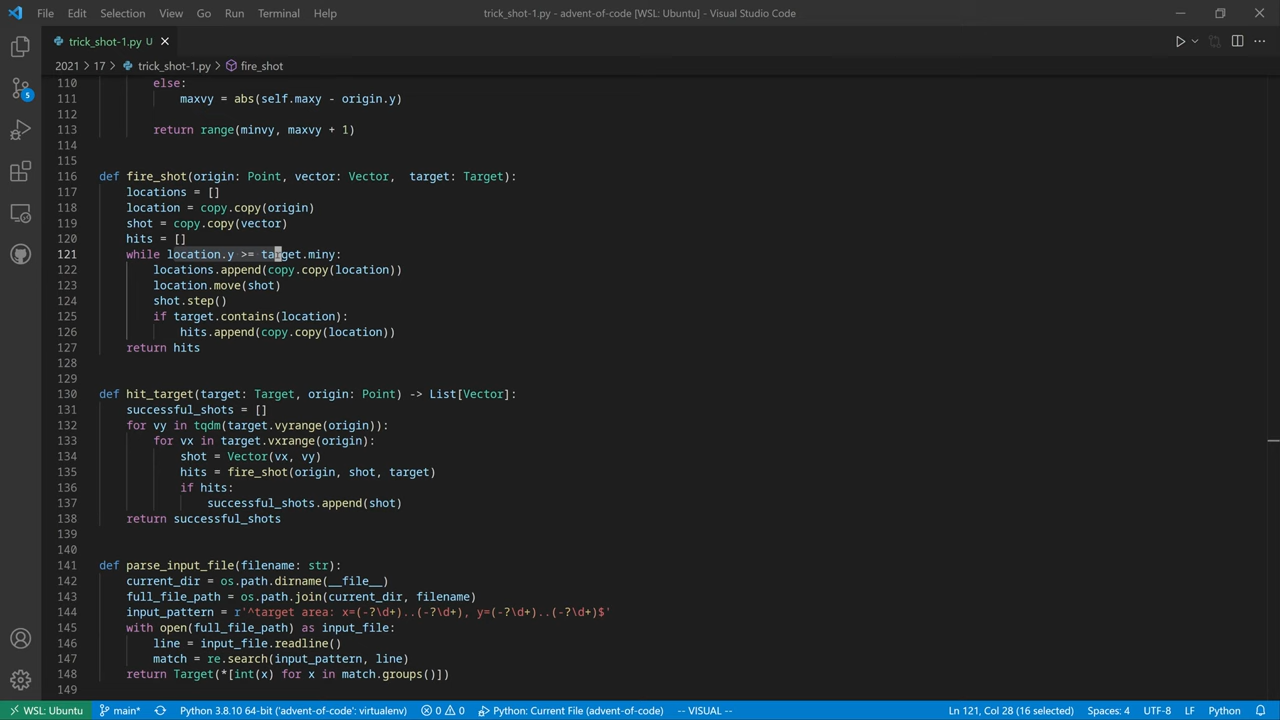 File Edit Selection View Go Run Terminal Help trick_shot-1.py - advent-of-code [WSL: Ubuntu] - Visual Studio Code
trick_shot-1.py U
2021 > 17 > trick_shot-1.py > fire_shot
110 else:
111 maxvy = abs(self.maxy - origin.y)
112
113 return range(minvy, maxvy + 1)
114
115
116 def fire_shot(origin: Point, vector: Vector,  target: Target):
117 locations = []
118 location = copy.copy(origin)
119 shot = copy.copy(vector)
120 hits = []
121 while location.y >= target.miny:
122 locations.append(copy.copy(location))
123 location.move(shot)
124 shot.step()
125 if target.contains(location):
126 hits.append(copy.copy(location))
127 return hits
128
129
130 def hit_target(target: Target, origin: Point) -> List[Vector]:
131 successful_shots = []
132 for vy in tqdm(target.vyrange(origin)):
133 for vx in target.vxrange(origin):
134 shot = Vector(vx, vy)
135 hits = fire_shot(origin, shot, target)
136 if hits:
137 successful_shots.append(shot)
138 return successful_shots
139
140
141 def parse_input_file(filename: str):
142 current_dir = os.path.dirname(__file__)
143 full_file_path = os.path.join(current_dir, filename)
144 input_pattern = r'^target area: x=(-?\d+)..(-?\d+), y=(-?\d+)..(-?\d+)$'
145 with open(full_file_path) as input_file:
146 line = input_file.readline()
147 match = re.search(input_pattern, line)
148 return Target(*[int(x) for x in match.groups()])
149
5
WSL: Ubuntu main* Python 3.8.10 64-bit ('advent-of-code': virtualenv) 0 0 Python: Current File (advent-of-code) -- VISUAL -- Ln 121, Col 28 (16 selected) Spaces: 4 UTF-8 LF Python